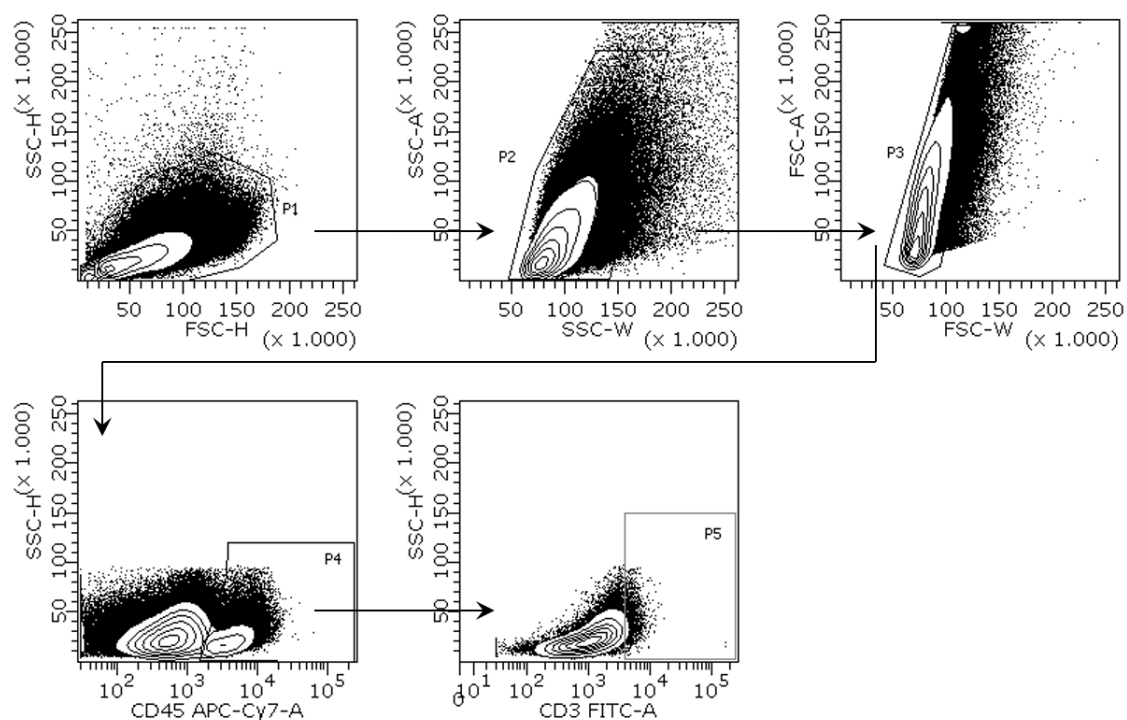 SSC-H (x 1.000)
250
200
150
100
50
P1
50 100 150 200 250
FSC-H
(x 1.000)
SSC-A (x 1.000)
250
200
150
100
50
P2
50 100 150 200 250
SSC-W
(x 1.000)
FSC-A (x 1.000)
250
200
150
100
50
P3
50 100 150 200 250
FSC-W
(x 1.000)
SSC-H (x 1.000)
250
200
150
100
50
P4
10² 10³ 10⁴ 10⁵
CD45 APC-Cy7-A
SSC-H (x 1.000)
250
200
150
100
50
P5
0 10¹ 10² 10³ 10⁴ 10⁵
CD3 FITC-A